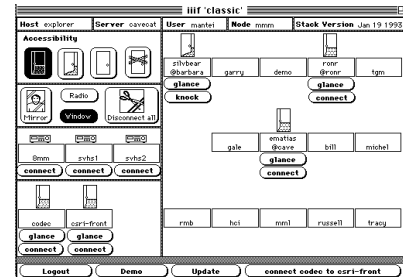 iiif 'classic'
Host explorer Server cavecat User mantei Node mmm Stack Version Jan 19 1993
Accessibility
silvbear
@barbara
garry
demo
ronr
@ronr
tgm
glance
knock
glance
connect
Mirror
Radio
Window
Disconnect all
8mm
svhs1
svhs2
connect
connect
connect
gale
ematias
@cave
bill
michel
glance
connect
codec
csri-front
rmb
hci
mm1
russell
tracy
glance
glance
connect
connect
Logout
Demo
Update
connect codec to csri-front